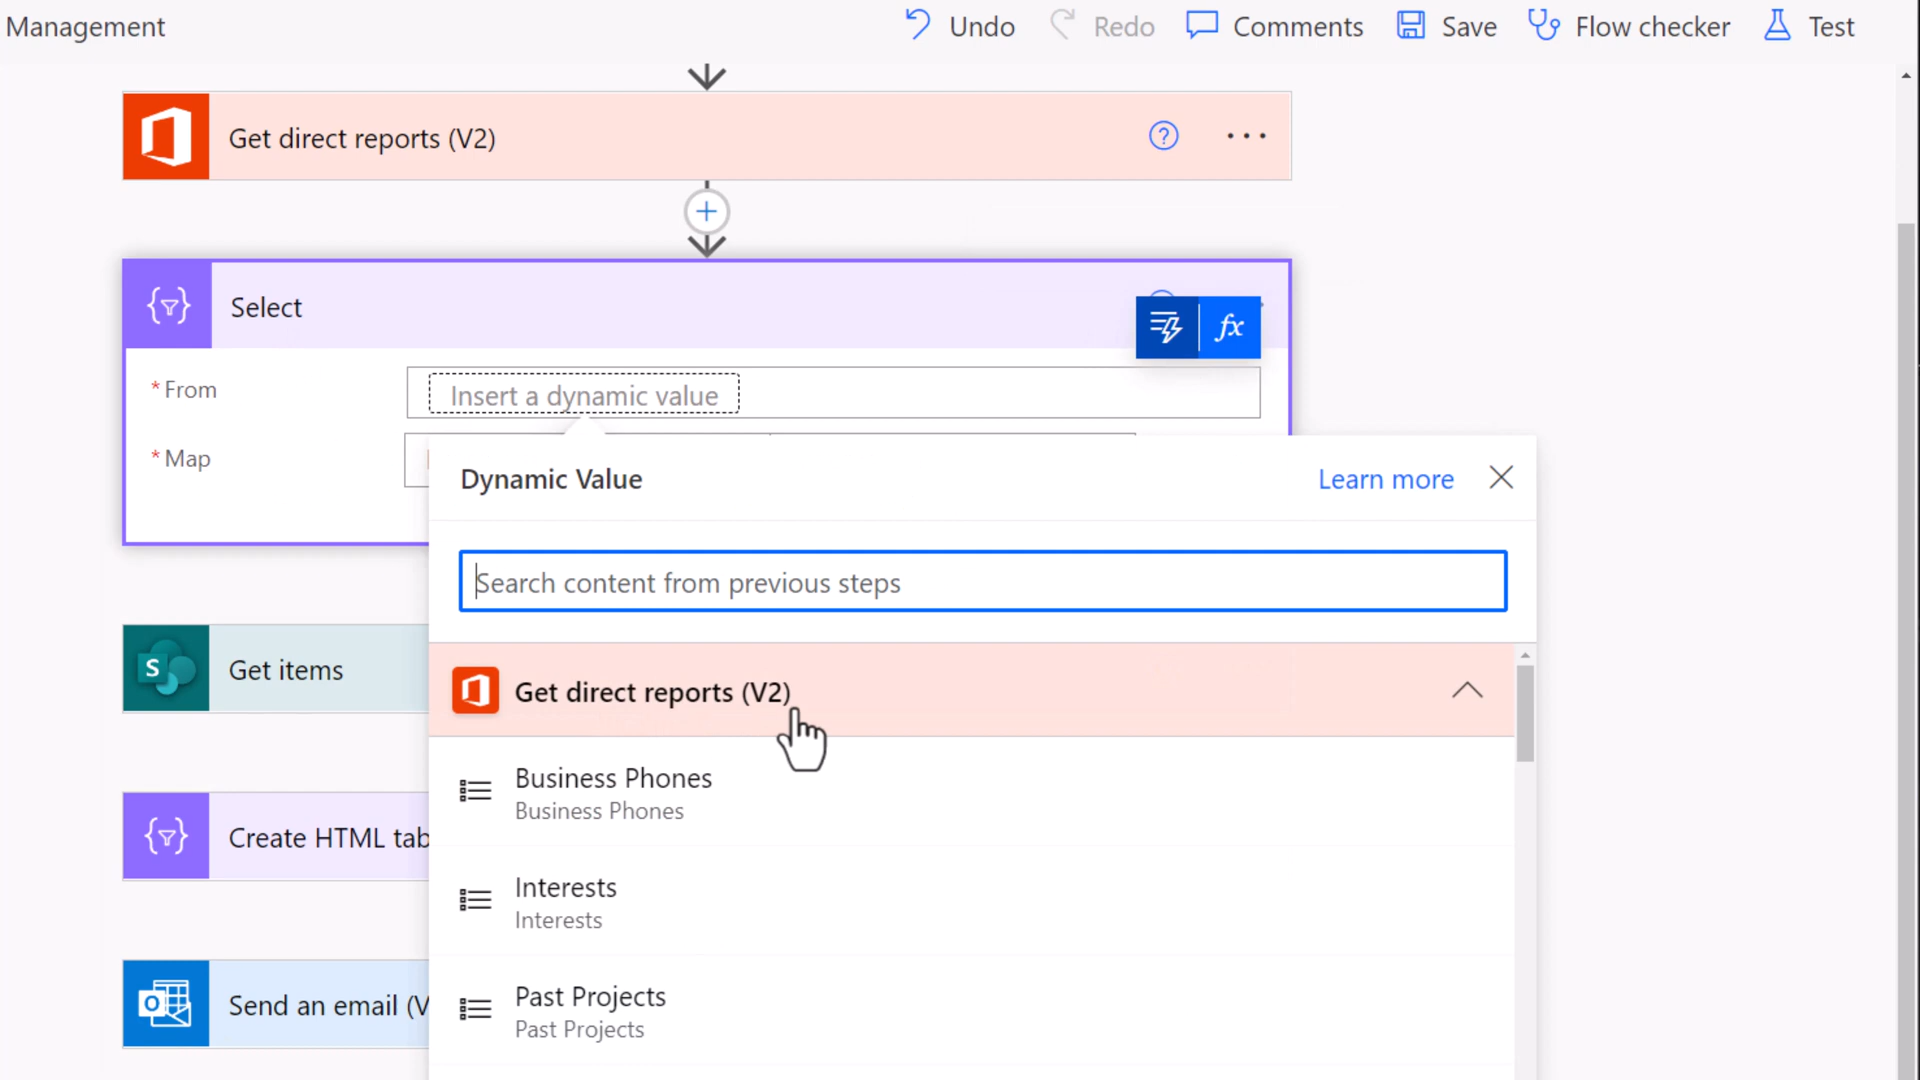 Management
Undo
Redo
Comments
Save
Flow checker
Test
Get direct reports (V2)
?
Select
fx
* From
Insert a dynamic value
* Map
Dynamic Value
Learn more
Search content from previous steps
Get direct reports (V2)
Business Phones
Business Phones
Interests
Interests
Past Projects
Past Projects
S
Get items
Create HTML tab
O
Send an email (V